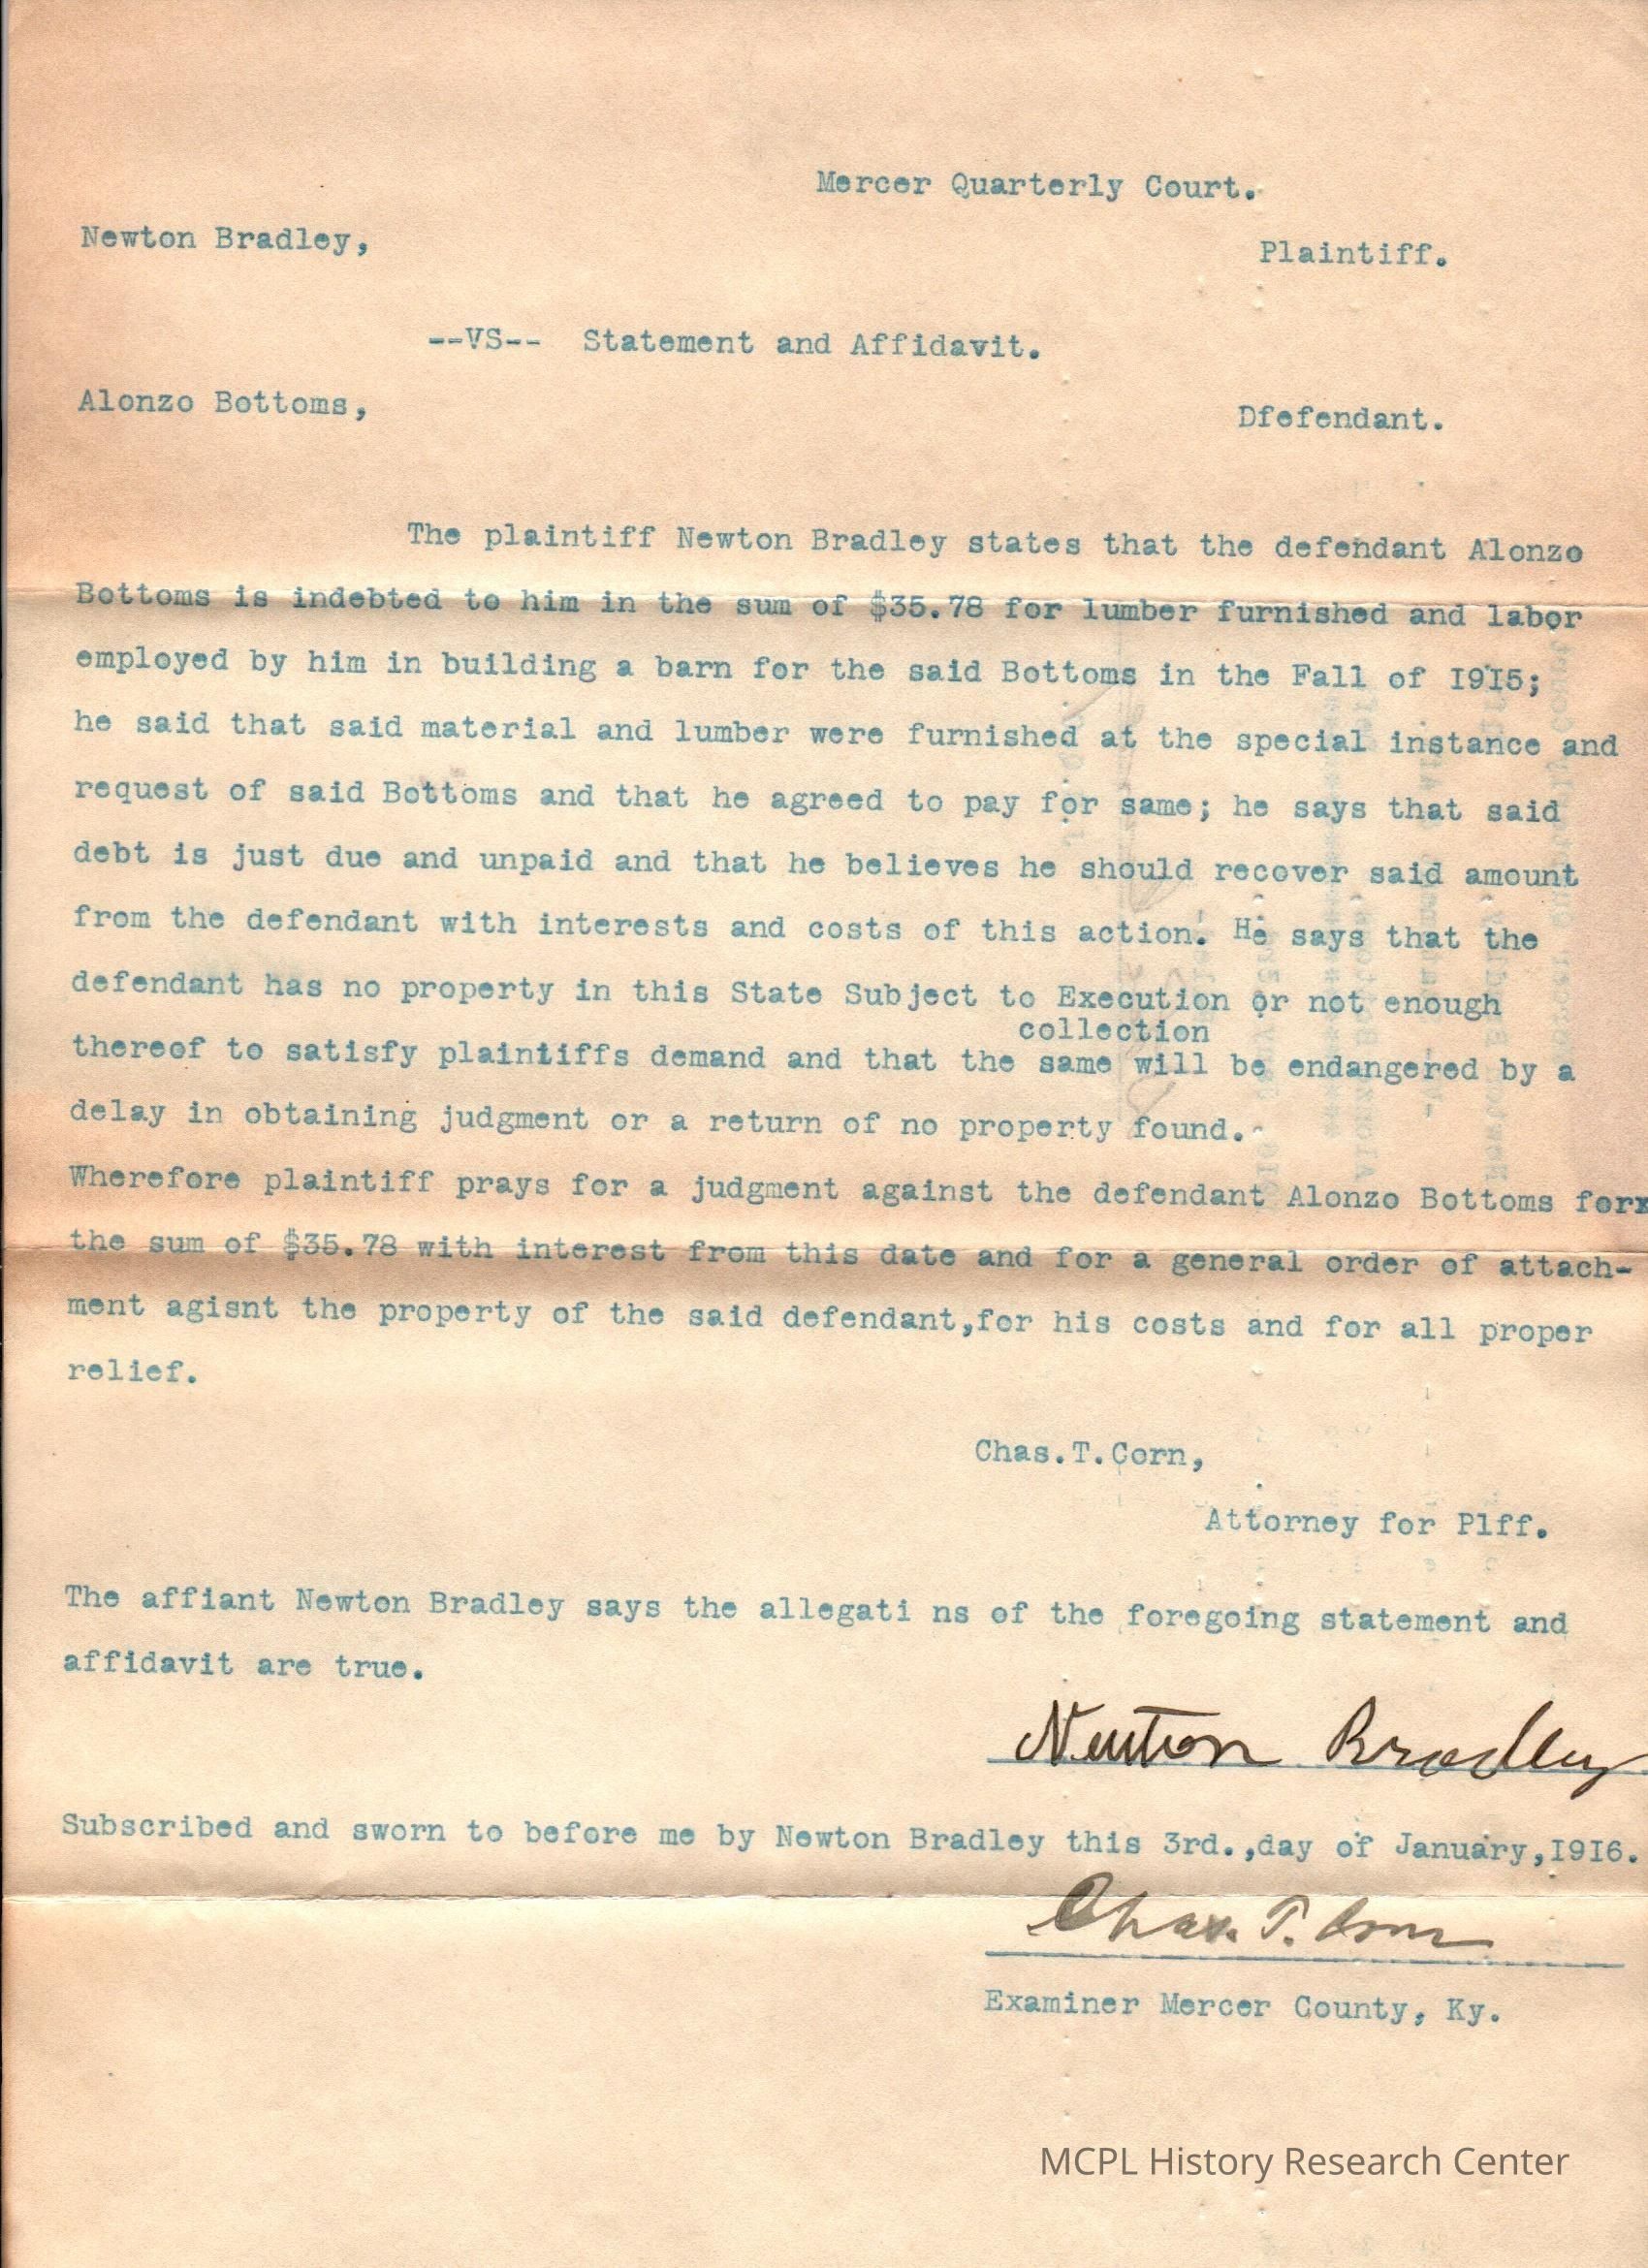 Mercer Quarterly Court.
Newton Bradley,
Plaintiff.
--VS-- Statement and Affidavit.
Alonzo Bottoms,
Dfefendant.
The plaintiff Newton Bradley states that the defendant Alonzo
Bottoms is indebted to him in the sum of $35.78 for lumber furnished and labor
employed by him in building a barn for the said Bottoms in the Fall of I9I5;
he said that said material and lumber were furnished at the special instance and
request of said Bottoms and that he agreed to pay for same; he says that said
debt is just due and unpaid and that he believes he should recover said amount
from the defendant with interests and costs of this action. He says that the
defendant has no property in this State Subject to Execution or not enough
collection
thereof to satisfy plaintiffs demand and that the same will be endangered by a
delay in obtaining judgment or a return of no property found.
Wherefore plaintiff prays for a judgment against the defendant Alonzo Bottoms forx
the sum of $35.78 with interest from this date and for a general order of attach-
ment agisnt the property of the said defendant,for his costs and for all proper
relief.
Chas.T.Corn,
Attorney for Plff.
The affiant Newton Bradley says the allegati ns of the foregoing statement and
affidavit are true.
Newton Bradley
Subscribed and sworn to before me by Newton Bradley this 3rd.,day of January,I9I6.
Chas. T. Corn
Examiner Mercer County, Ky.
MCPL History Research Center